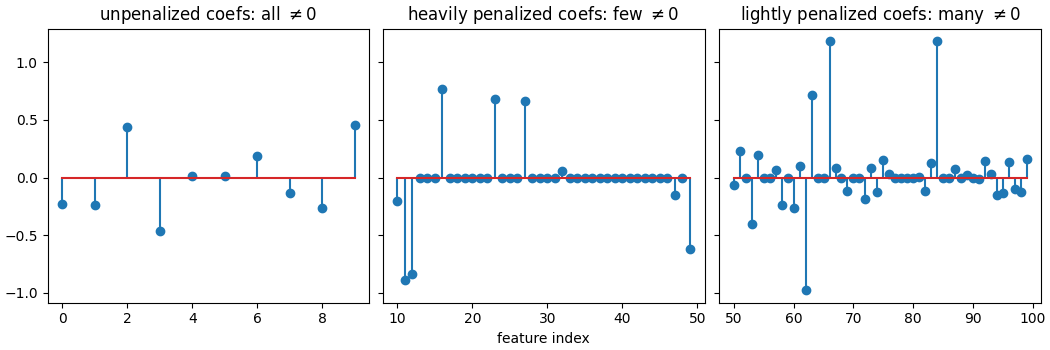 unpenalized coefs: all ≠0
heavily penalized coefs: few ≠0
lightly penalized coefs: many ≠0
1.0
0.5
0.0
−0.5
−1.0
0 2 4 6 8
10 20 30 40 50
50 60 70 80 90 100
feature index